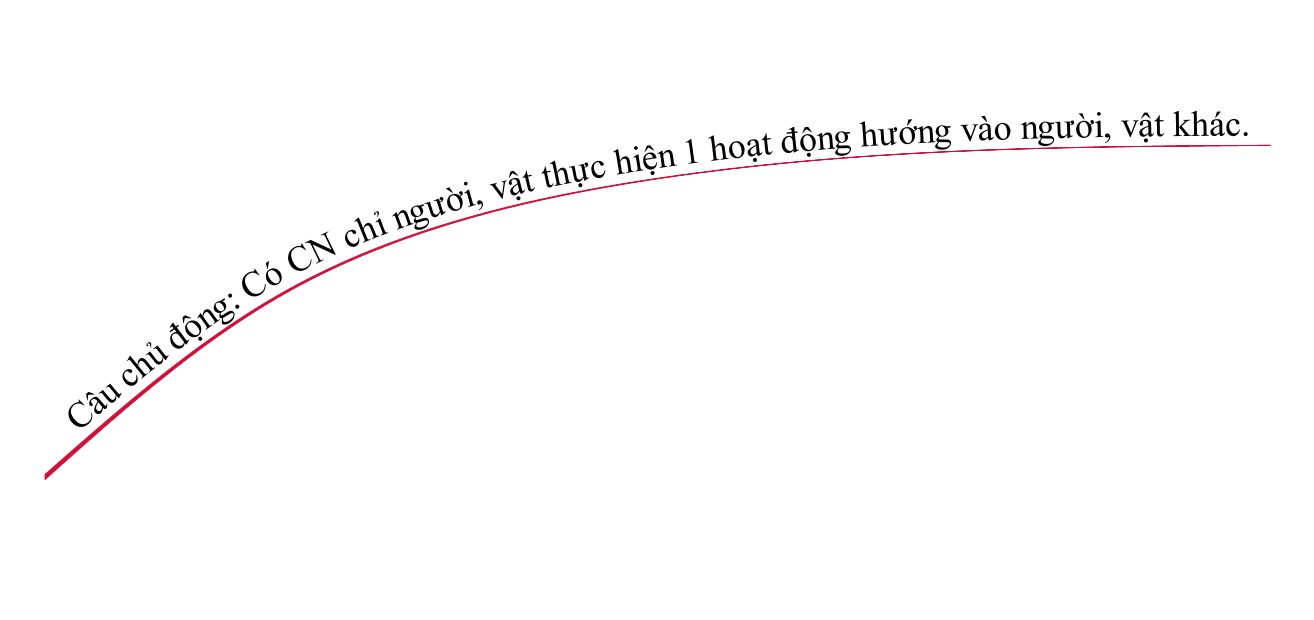 Câu chủ động: Có CN chỉ người, vật thực hiện 1 hoạt động hướng vào người, vật khác.